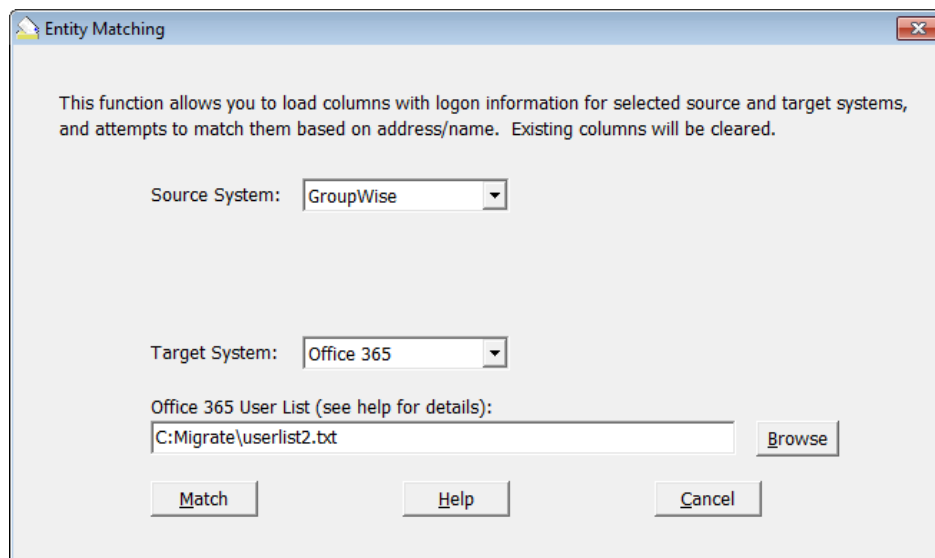 Entity Matching
This function allows you to load columns with logon information for selected source and target systems,
and attempts to match them based on address/name.  Existing columns will be cleared.
Source System: GroupWise
Target System: Office 365
Office 365 User List (see help for details):
C:Migrate\userlist2.txt Browse
Match Help Cancel